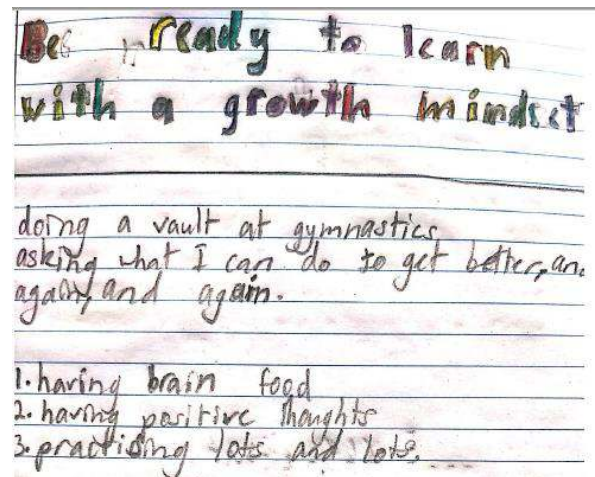 Be ready to learn
with a growth mindset
doing a vault at gymnastics
asking what I can do to get better, an
again, and again.
1. having brain food
2. having positive thoughts
3. practising lots and lots.